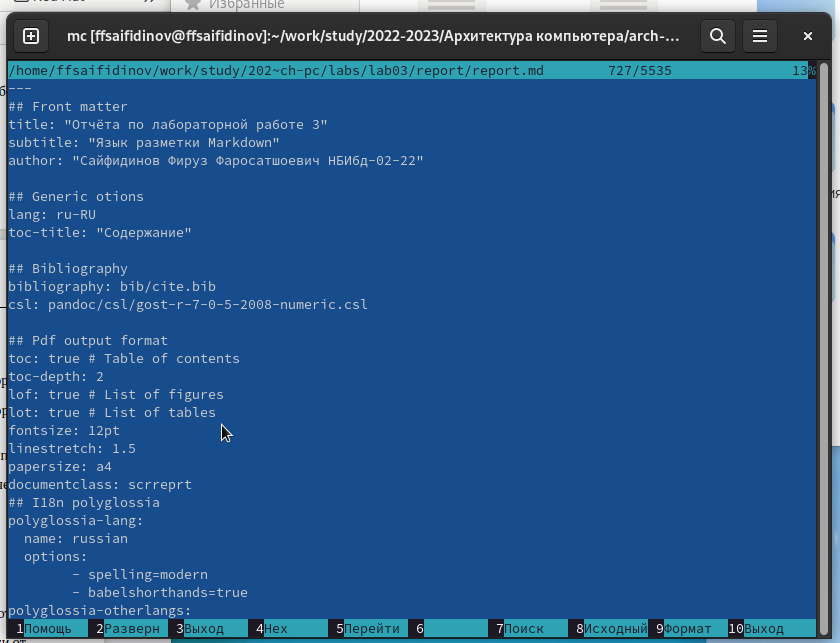 Избранные
mc [ffsaifidinov@ffsaifidinov]:~/work/study/2022-2023/Архитектура компьютера/arch-...
/home/ffsaifidinov/work/study/202~ch-pc/labs/lab03/report/report.md 727/5535 13%
---
## Front matter
title: "Отчёта по лабораторной работе 3"
subtitle: "Язык разметки Markdown"
author: "Сайфидинов Фируз Фаросатшоевич НБИбд-02-22"
## Generic otions
lang: ru-RU
toc-title: "Содержание"
## Bibliography
bibliography: bib/cite.bib
csl: pandoc/csl/gost-r-7-0-5-2008-numeric.csl
## Pdf output format
toc: true # Table of contents
toc-depth: 2
lof: true # List of figures
lot: true # List of tables
fontsize: 12pt
linestretch: 1.5
papersize: a4
documentclass: scrreprt
## I18n polyglossia
polyglossia-lang:
name: russian
options:
- spelling=modern
- babelshorthands=true
polyglossia-otherlangs:
1Помощь 2Разверн 3Выход 4Hex 5Перейти 6 7Поиск 8Исходный 9Формат 10Выход